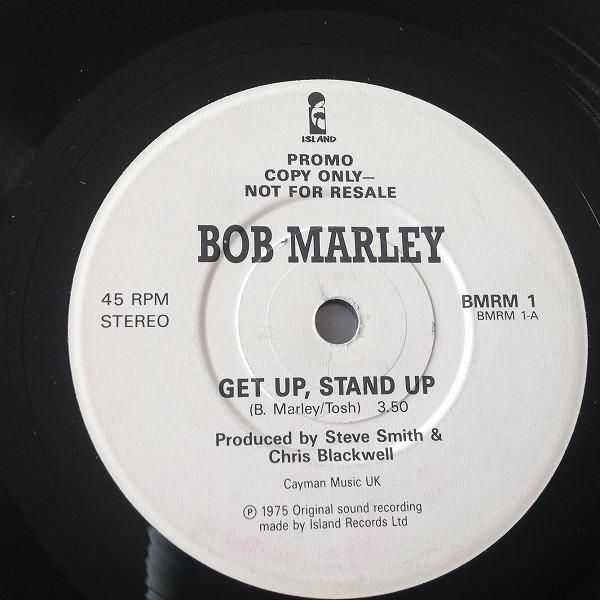 ISLAND
PROMO
COPY ONLY—
NOT FOR RESALE
BOB MARLEY
45 RPM
STEREO
BMRM 1
BMRM 1-A
GET UP, STAND UP
(B. Marley/Tosh) 3.50
Produced by Steve Smith &
Chris Blackwell
Cayman Music UK
℗ 1975 Original sound recording
made by Island Records Ltd